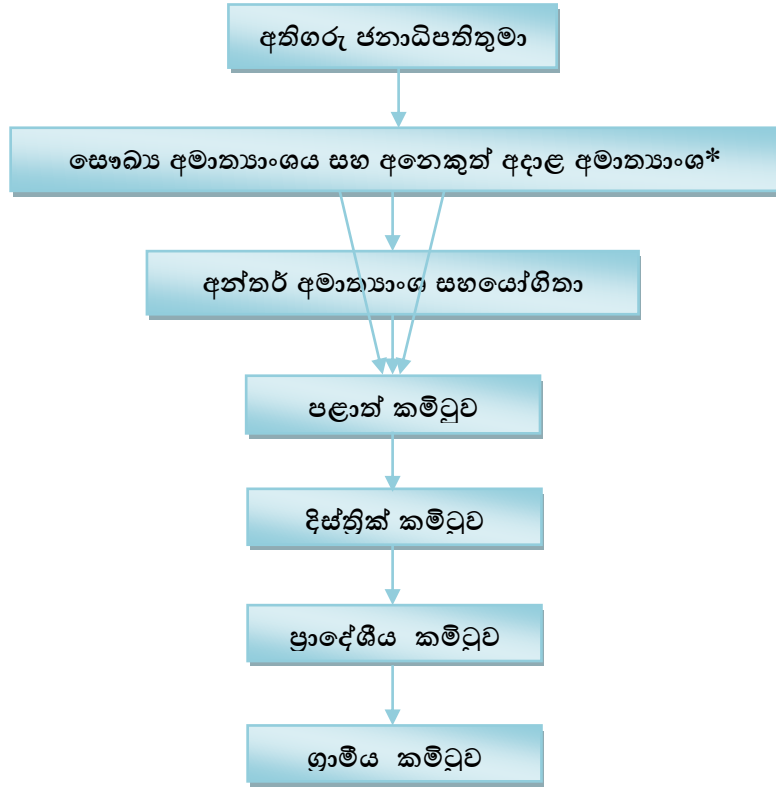 අතිගරු ජනාධිපතිතුමා
සෞඛ්‍ය අමාත්‍යාංශය සහ අනෙකුත් අදාළ අමාත්‍යාංශ*
අන්තර් අමාත්‍යාංශ සහයෝගිතා
පළාත් කමිටුව
දිස්ත්‍රික් කමිටුව
ප්‍රාදේශීය කමිටුව
ග්‍රාමීය කමිටුව